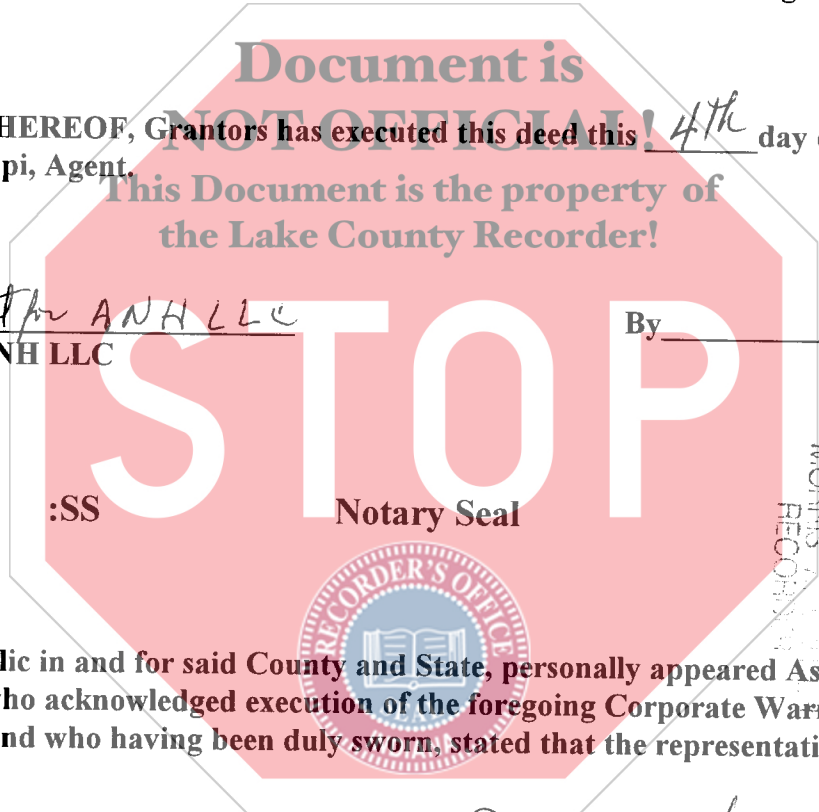 Document is
NOT OFFICIAL!
HEREOF, Grantors has executed this deed this 4th day
pi, Agent.
This Document is the property of
the Lake County Recorder!
for ANH LLC
By
NH LLC
STOP
:SS Notary Seal
RECORDER'S OFFICE
SEAL
lic in and for said County and State, personally appeared As
ho acknowledged execution of the foregoing Corporate Warr
nd who having been duly sworn, stated that the representati